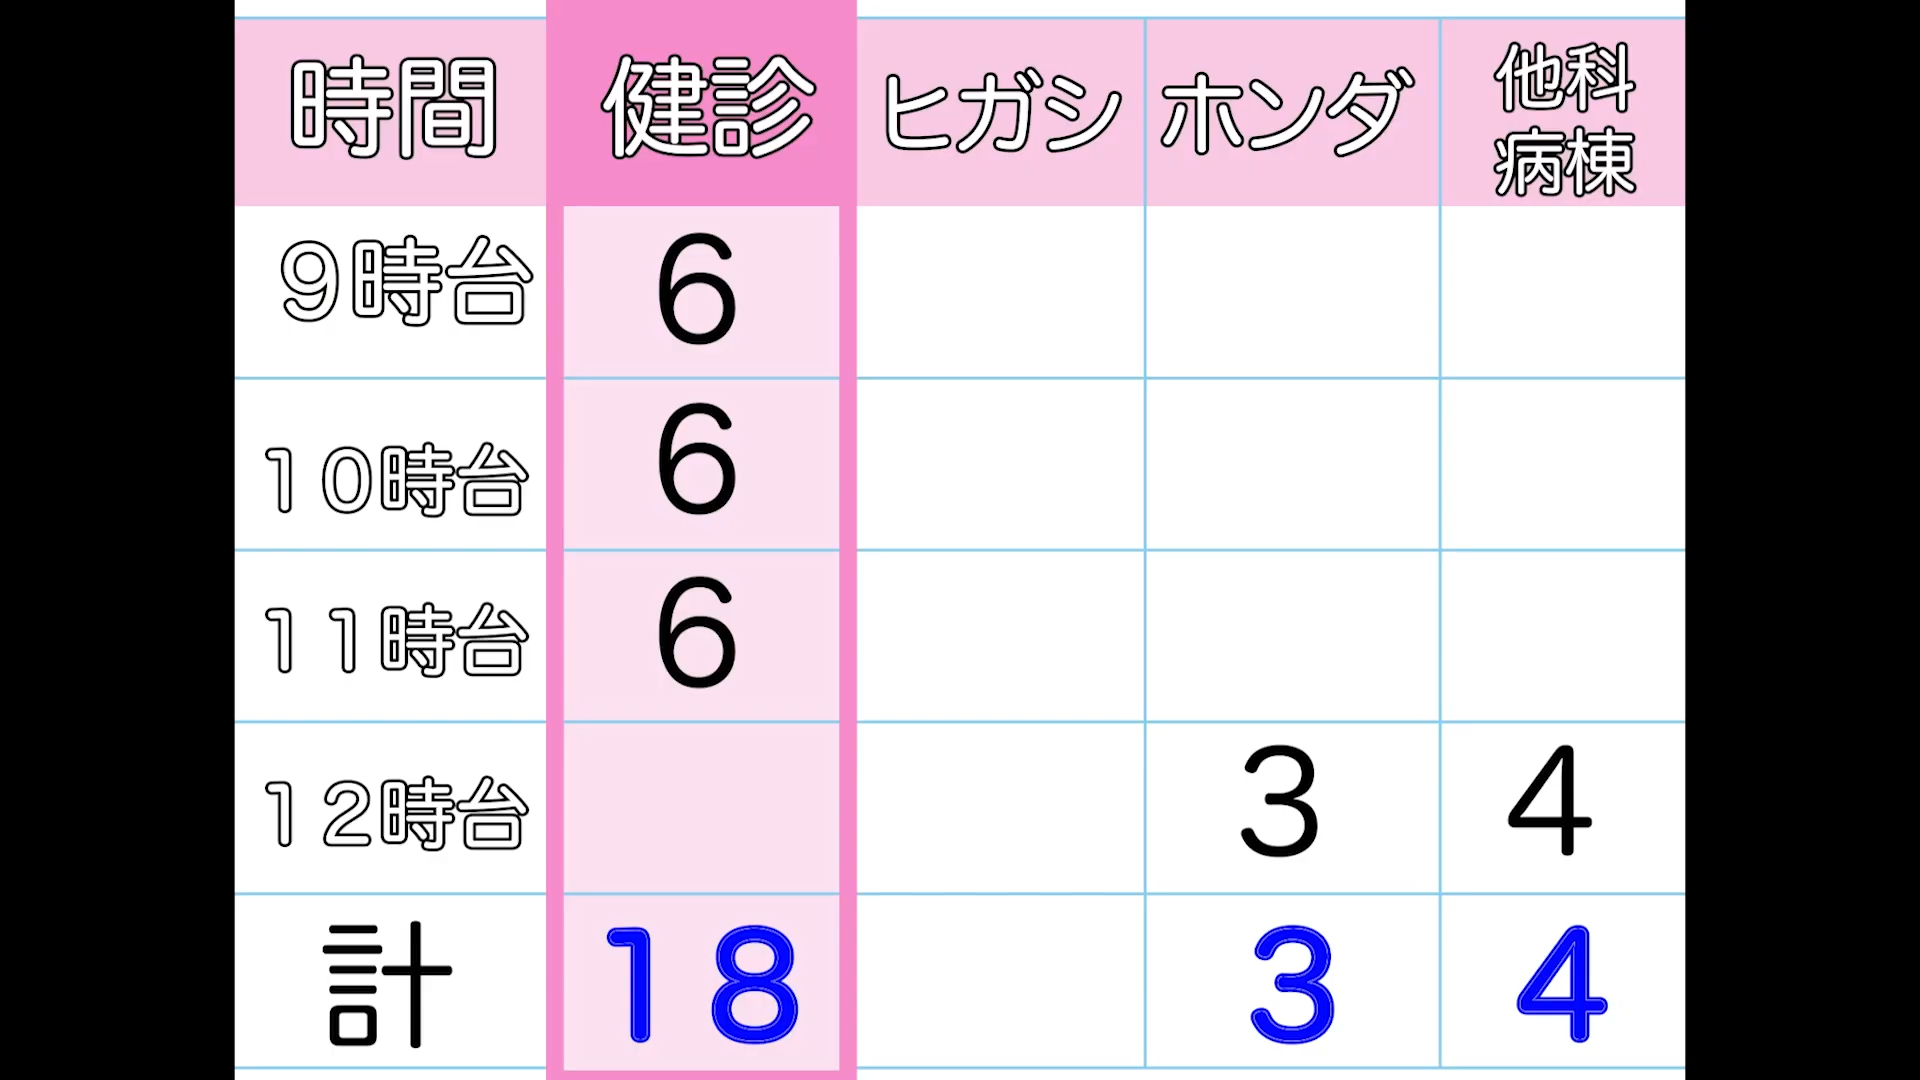 時間 健診 ヒガシ ホンダ 他科病棟
９時台 6
１０時台 6
１１時台 6
１２時台 3 4
計 18 3 4